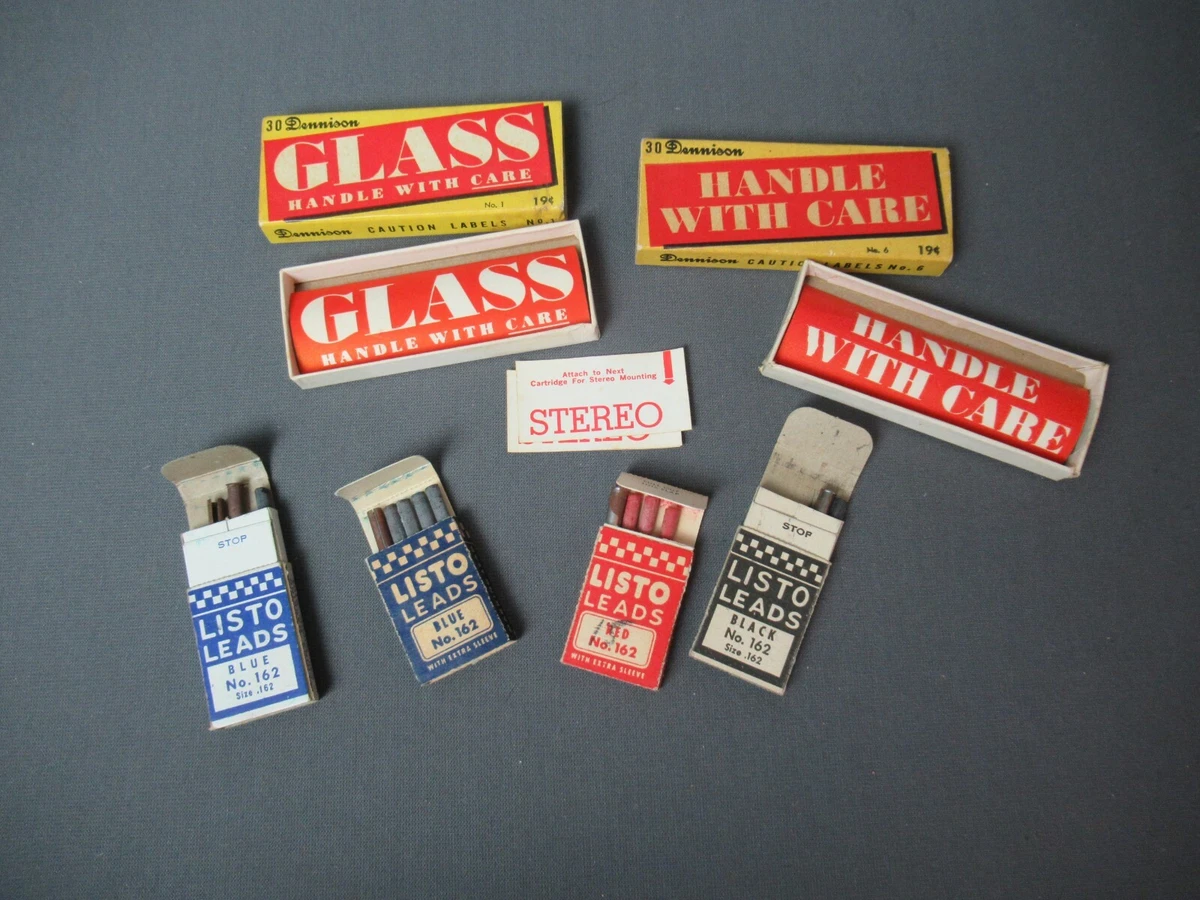 30 Dennison
GLASS
HANDLE WITH CARE
No. 1 19¢
Dennison CAUTION LABELS No. 1
30 Dennison
HANDLE
WITH CARE
No. 6 19¢
Dennison CAUTION LABELS No. 6
GLASS
HANDLE WITH CARE
HANDLE
WITH CARE
Attach to Next
Cartridge For Stereo Mounting
STEREO
STEREO
STOP
LISTO
LEADS
BLUE
No. 162
Size .162
LISTO
LEADS
BLUE
No. 162
WITH EXTRA SLEEVE
LISTO
LEADS
RED
No. 162
WITH EXTRA SLEEVE
STOP
LISTO
LEADS
BLACK
No. 162
Size .162